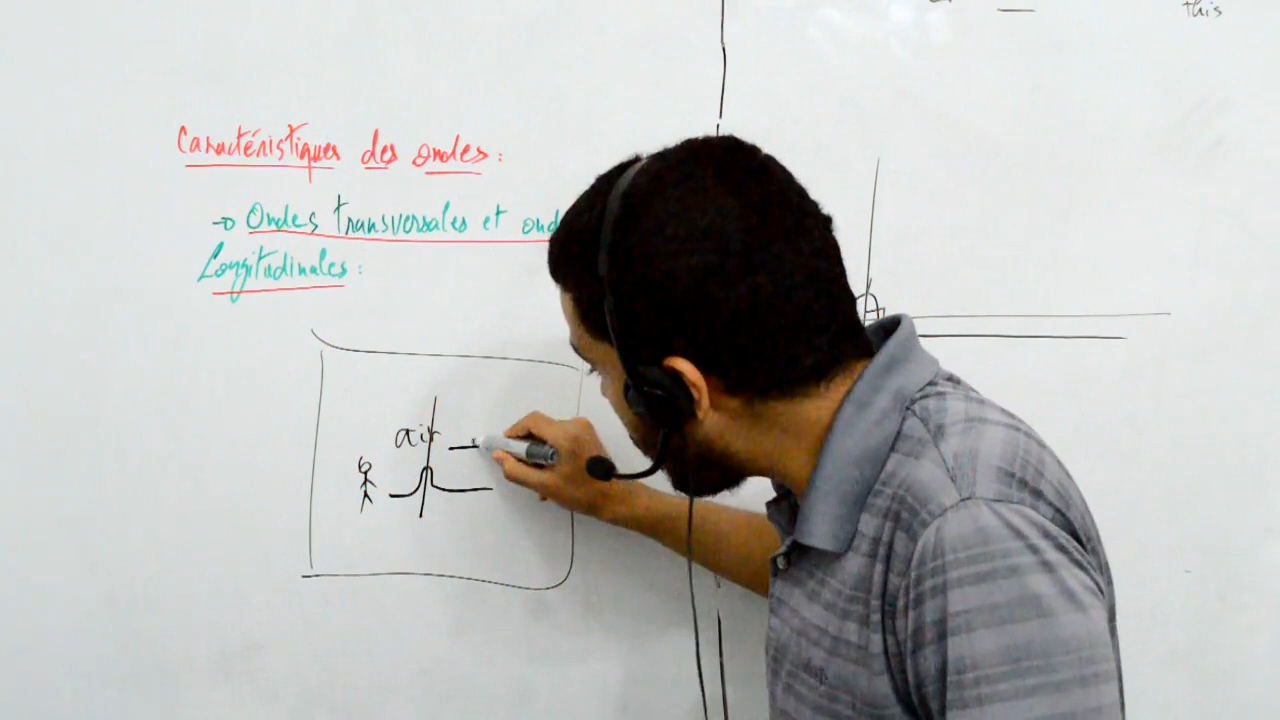 this
Caractéristiques des ondes :
→ Ondes transversales et ond
Longitudinales :
air